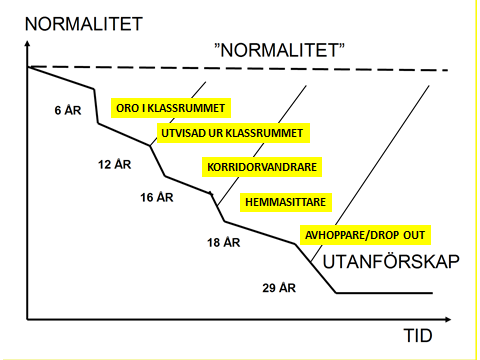 NORMALITET
”NORMALITET”
6 ÅR
ORO I KLASSRUMMET
UTVISAD UR KLASSRUMMET
12 ÅR
KORRIDORVANDRARE
16 ÅR
HEMMASITTARE
18 ÅR
AVHOPPARE/DROP OUT
UTANFÖRSKAP
29 ÅR
TID